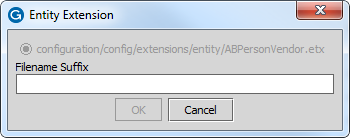 Entity Extension
configuration/config/extensions/entity/ABPersonVendor.etx
Filename Suffix
OK Cancel